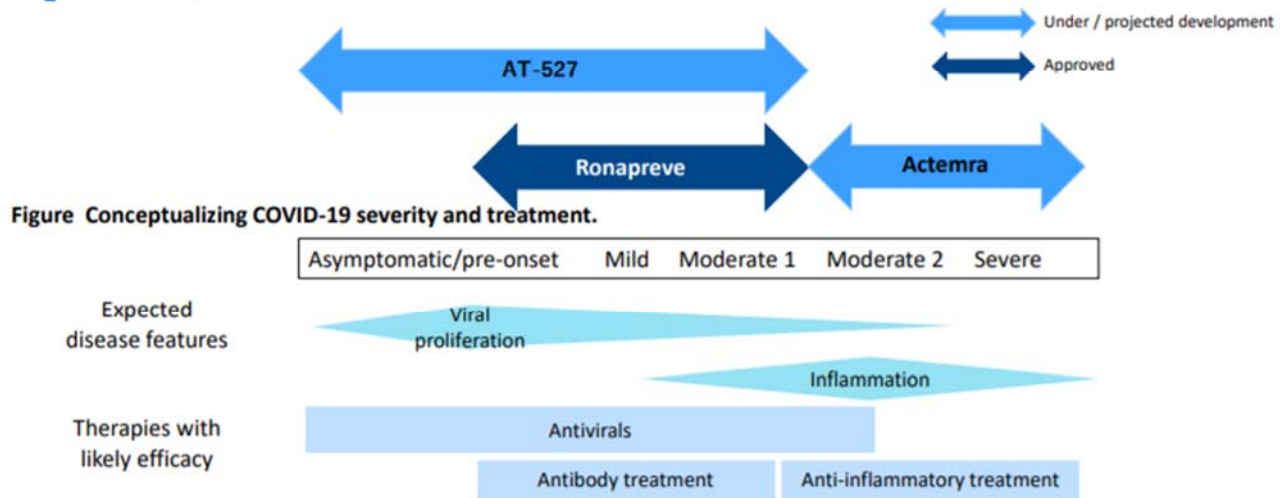 Under / projected development
AT-527
Approved
Ronapreve
Actemra
Figure Conceptualizing COVID-19 severity and treatment.
Asymptomatic/pre-onset Mild Moderate 1 Moderate 2 Severe
Expected
disease features
Viral
proliferation
Inflammation
Therapies with
likely efficacy
Antivirals
Antibody treatment
Anti-inflammatory treatment